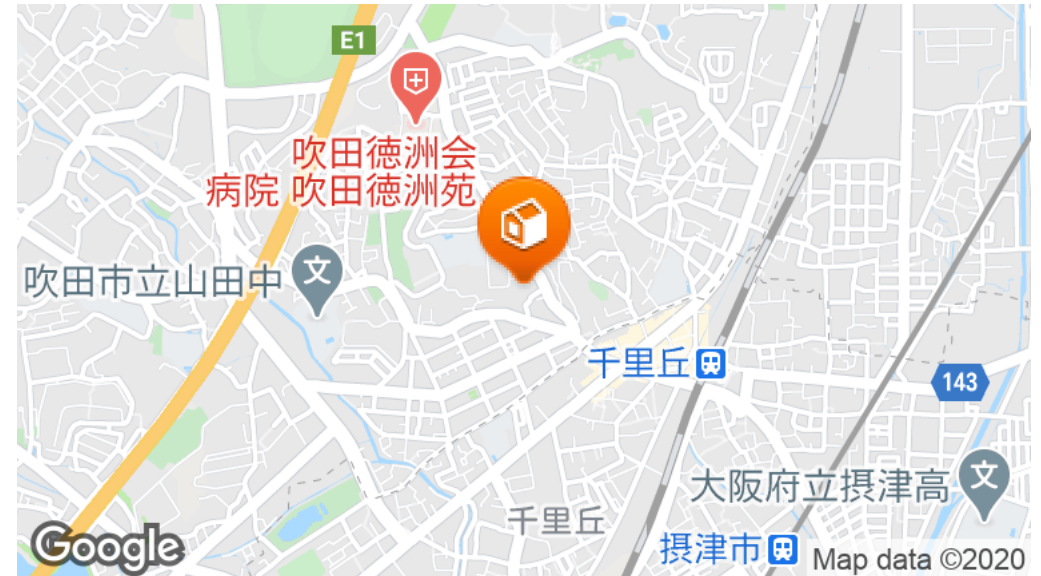 E1
吹田徳洲会
病院 吹田徳洲苑
吹田市立山田中
文
千里丘
143
大阪府立摂津高
文
千里丘
摂津市
Google
Map data ©2020